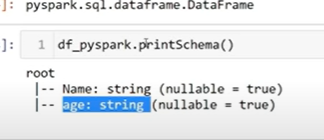 ]: pyspark.sql.dataframe.DataFrame
]: 1 df_pyspark.printSchema()
root
|-- Name: string (nullable = true)
|-- age: string (nullable = true)